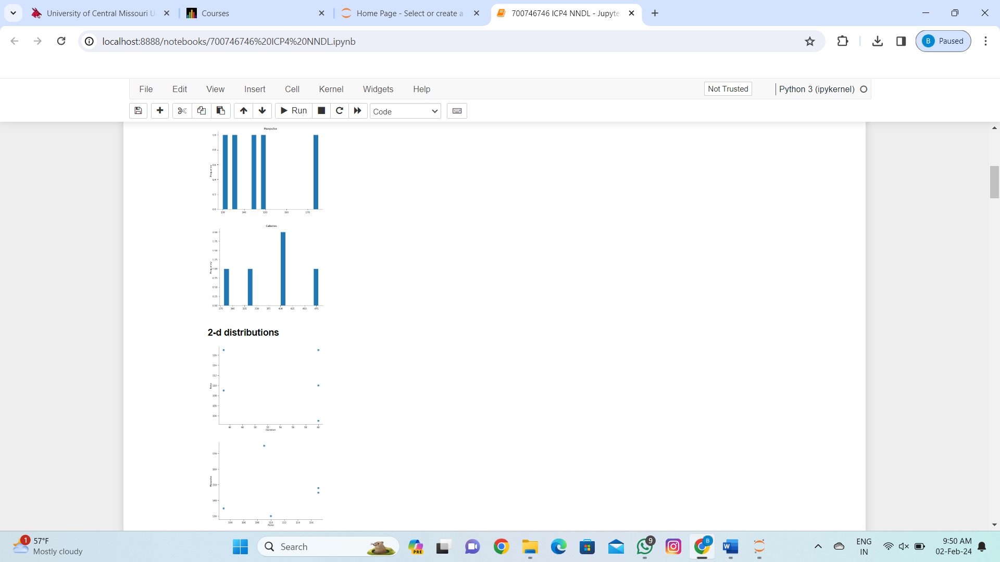 University of Central Missouri U
Courses
Home Page - Select or create a
700746746 ICP4 NNDL - Jupyte
localhost:8888/notebooks/700746746%20ICP4%20NNDL.ipynb
B Paused
File Edit View Insert Cell Kernel Widgets Help
Not Trusted
Python 3 (ipykernel)
Run
Code
Maxpulse
1.0
0.8
0.6
Frequency
0.4
0.2
0.0
130 140 150 160 170
Calories
2.00
1.75
1.50
1.25
Frequency
1.00
0.75
0.50
0.25
0.00
275 300 325 350 375 400 425 450 475
2-d distributions
116
114
112
Pulse
110
108
106
104
46 48 50 52 54 56 58 60
Duration
170
160
Maxpulse
150
140
130
104 106 108 110 112 114 116
Pulse
1
57°F
Mostly cloudy
Search
PRE
9
B
ENG
IN
9:50 AM
02-Feb-24